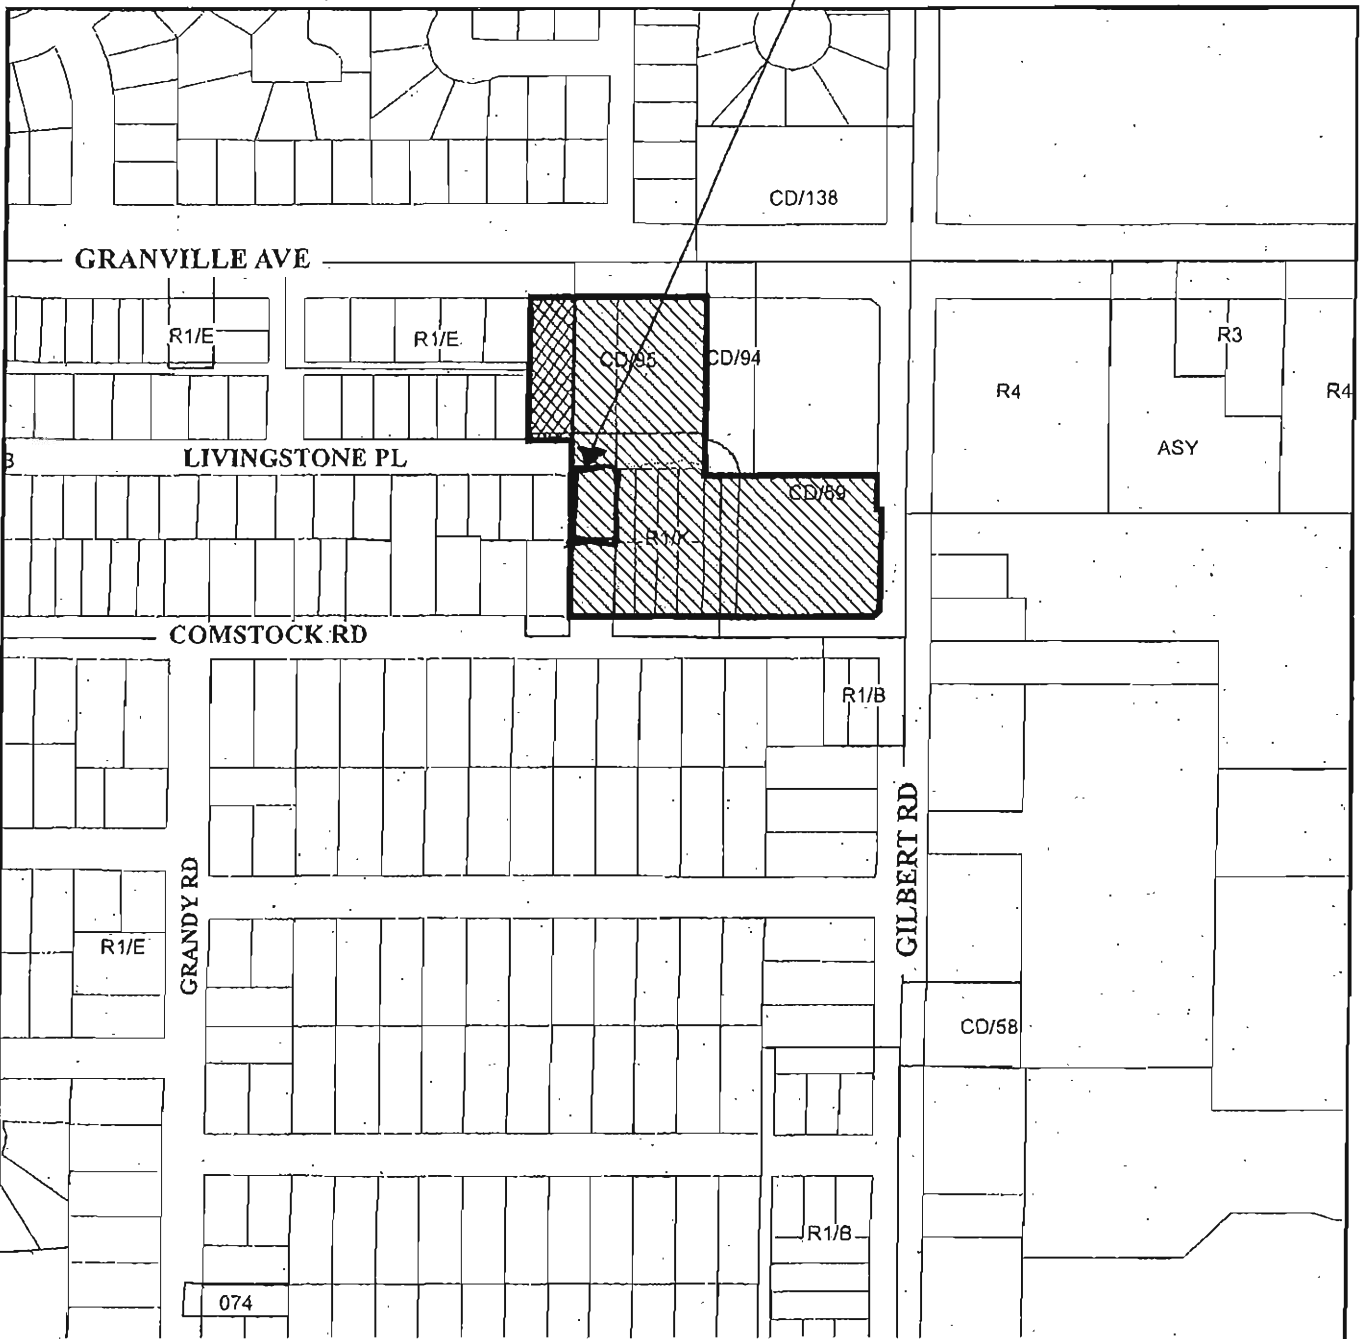 CD/138
GRANVILLE AVE
R1/E
R1/E
CD/95
CD/94
R3
R4
R4
ASY
B
LIVINGSTONE PL
CD/89
R1/K
COMSTOCK RD
R1/B
GRANDY RD
GILBERT RD
R1/E
CD/58
R1/B
074